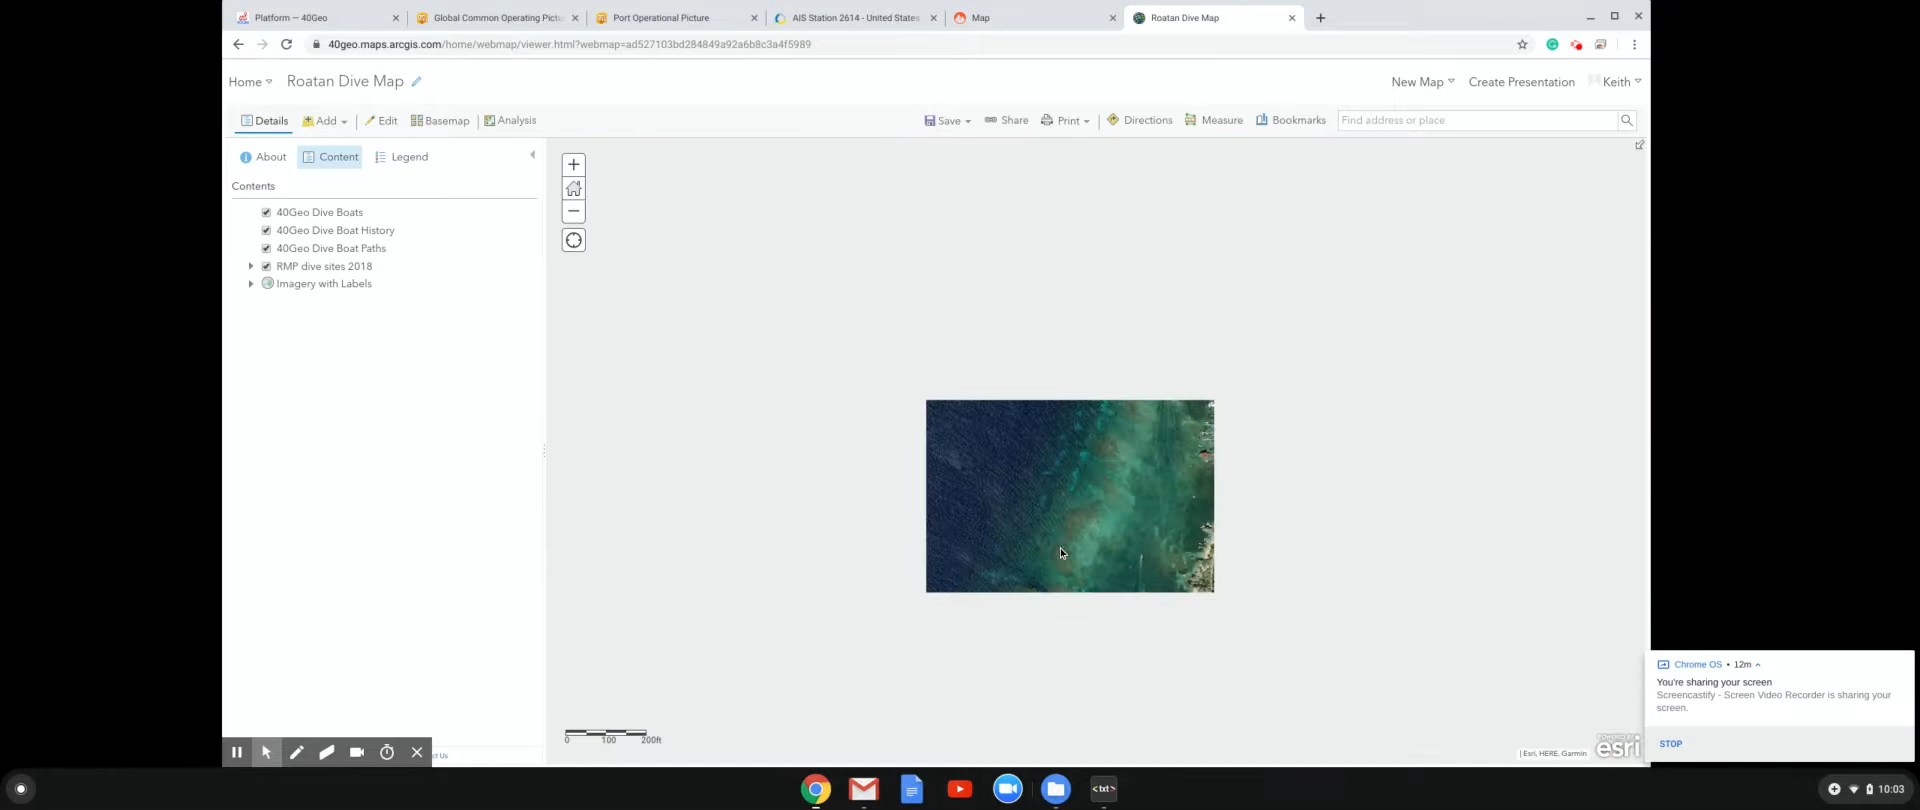 Platform — 40Geo
Global Common Operating Pictu
Port Operational Picture
AIS Station 2614 - United States
Map
Roatan Dive Map
40geo.maps.arcgis.com/home/webmap/viewer.html?webmap=ad527103bd284849a92a6b8c3a4f5989
Home
Roatan Dive Map
New Map
Create Presentation
Keith
Details
Add
Edit
Basemap
Analysis
Save
Share
Print
Directions
Measure
Bookmarks
Find address or place
About
Content
Legend
Contents
40Geo Dive Boats
40Geo Dive Boat History
40Geo Dive Boat Paths
RMP dive sites 2018
Imagery with Labels
0 100 200ft
Esri, HERE, Garmin
POWERED BY
esri
ct Us
Chrome OS • 12m
You're sharing your screen
Screencastify - Screen Video Recorder is sharing your
screen.
STOP
<txt>
10:03